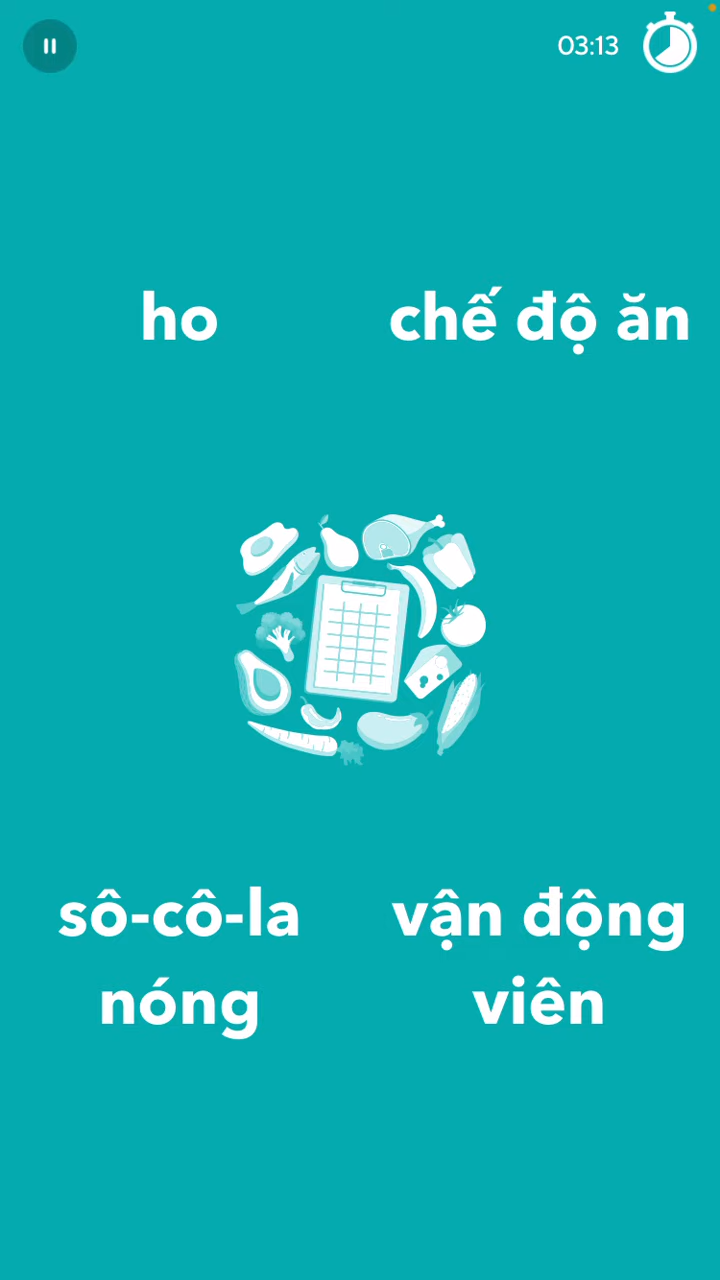 03:13
ho
chế độ ăn
sô-cô-la
nóng
vận động
viên